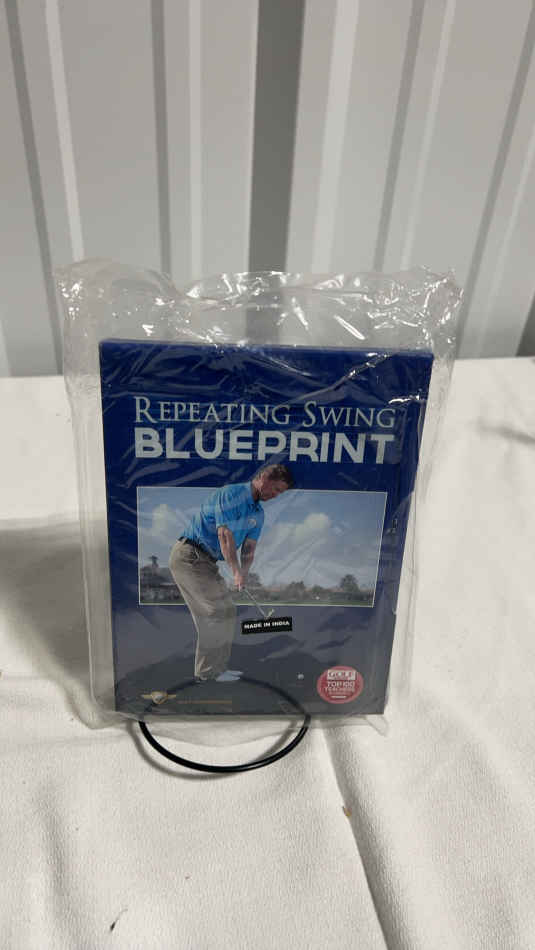 REPEATING SWING
BLUEPRINT
MADE IN INDIA
GOLF
TOP 100
TEACHERS